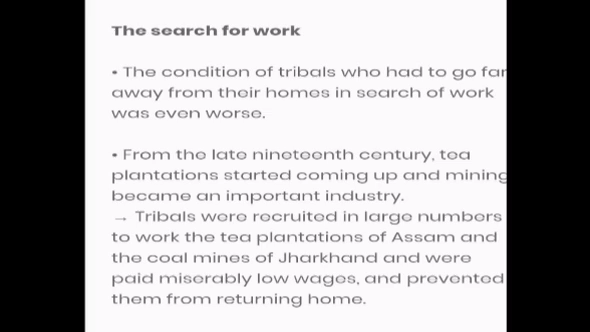 The search for work
• The condition of tribals who had to go far
away from their homes in search of work
was even worse.
• From the late nineteenth century, tea
plantations started coming up and mining
became an important industry.
→ Tribals were recruited in large numbers
to work the tea plantations of Assam and
the coal mines of Jharkhand and were
paid miserably low wages, and prevented
them from returning home.